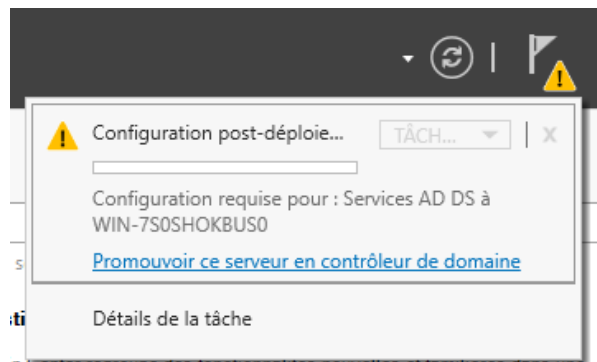 Configuration post-déploie...
TÂCH...
X
Configuration requise pour : Services AD DS à
WIN-7S0SHOKBUS0
Promouvoir ce serveur en contrôleur de domaine
s
sti
Détails de la tâche